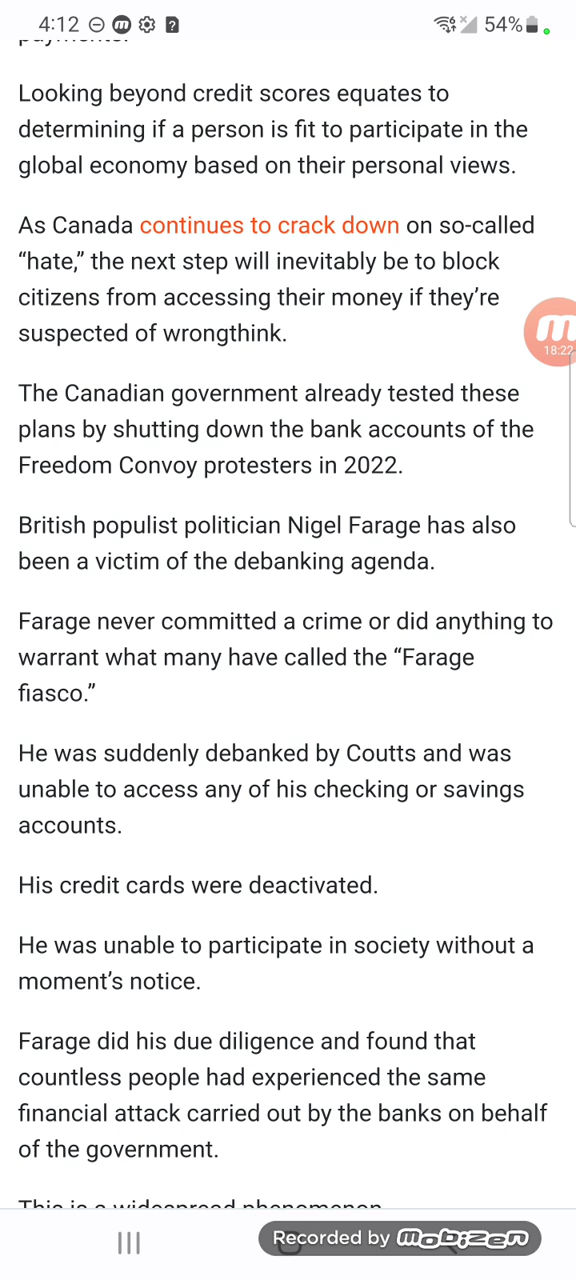 4:12
54%
Looking beyond credit scores equates to
determining if a person is fit to participate in the
global economy based on their personal views.
As Canada continues to crack down on so-called
“hate,” the next step will inevitably be to block
citizens from accessing their money if they’re
suspected of wrongthink.
18:22
The Canadian government already tested these
plans by shutting down the bank accounts of the
Freedom Convoy protesters in 2022.
British populist politician Nigel Farage has also
been a victim of the debanking agenda.
Farage never committed a crime or did anything to
warrant what many have called the “Farage
fiasco.”
He was suddenly debanked by Coutts and was
unable to access any of his checking or savings
accounts.
His credit cards were deactivated.
He was unable to participate in society without a
moment’s notice.
Farage did his due diligence and found that
countless people had experienced the same
financial attack carried out by the banks on behalf
of the government.
This is a widespread phenomenon
Recorded by mobizen